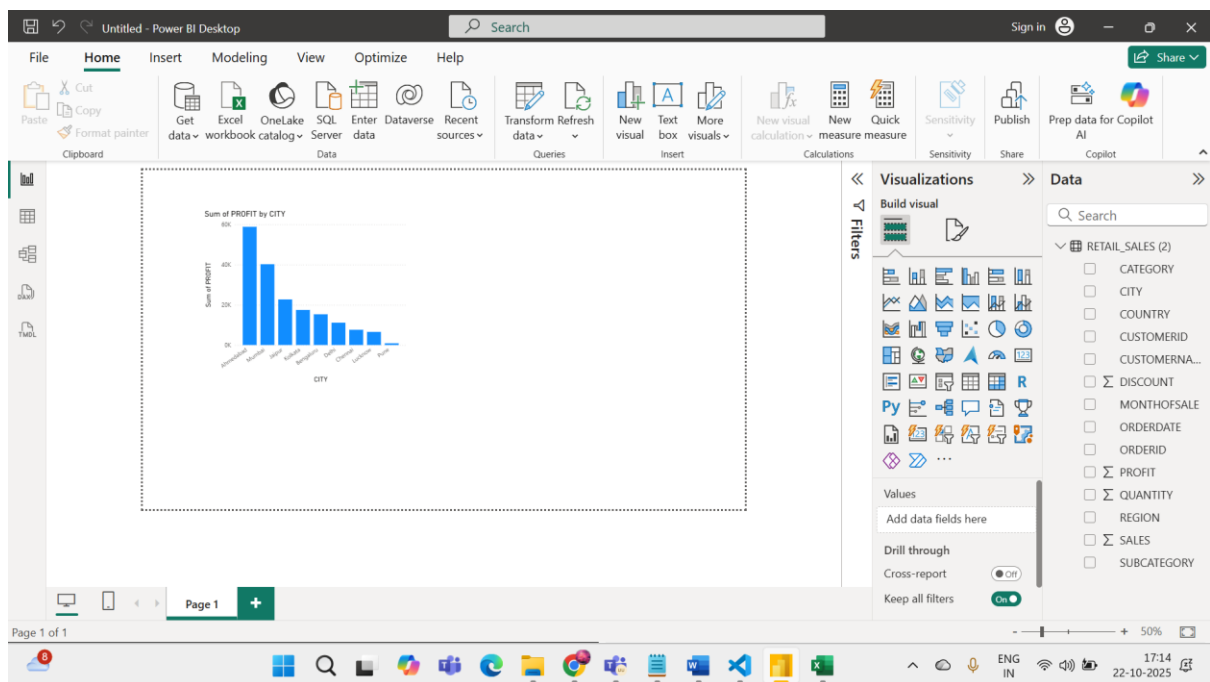 Untitled - Power BI Desktop
Search
Sign in
File Home Insert Modeling View Optimize Help
Share
Paste
Cut
Copy
Format painter
Clipboard
Get data
Excel workbook
OneLake catalog
SQL Server
Enter data
Dataverse
Recent sources
Data
Transform data
Refresh
Queries
New visual
Text box
More visuals
Insert
New visual calculation
New measure
Quick measure
Calculations
Sensitivity
Sensitivity
Publish
Share
Prep data for AI
Copilot
Copilot
DAX
TMDL
Sum of PROFIT by CITY
Sum of PROFIT
60K
40K
20K
0K
Ahmedabad
Mumbai
Jaipur
Kolkata
Bengaluru
Delhi
Chennai
Lucknow
Pune
CITY
Filters
Visualizations
Build visual
123
R
Py
123
Values
Add data fields here
Drill through
Cross-report
Off
Keep all filters
On
Data
Search
RETAIL_SALES (2)
CATEGORY
CITY
COUNTRY
CUSTOMERID
CUSTOMERNA...
Σ DISCOUNT
MONTHOFSALE
ORDERDATE
ORDERID
Σ PROFIT
Σ QUANTITY
REGION
Σ SALES
SUBCATEGORY
Page 1
Page 1 of 1
50%
8
ENG
IN
17:14
22-10-2025